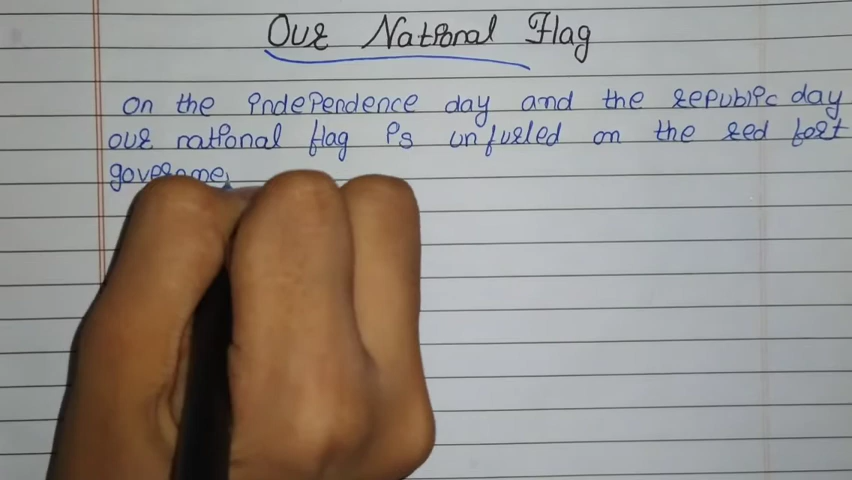 Our National Flag
On the independence day and the republic day
our national flag is unfurled on the red fort
governme